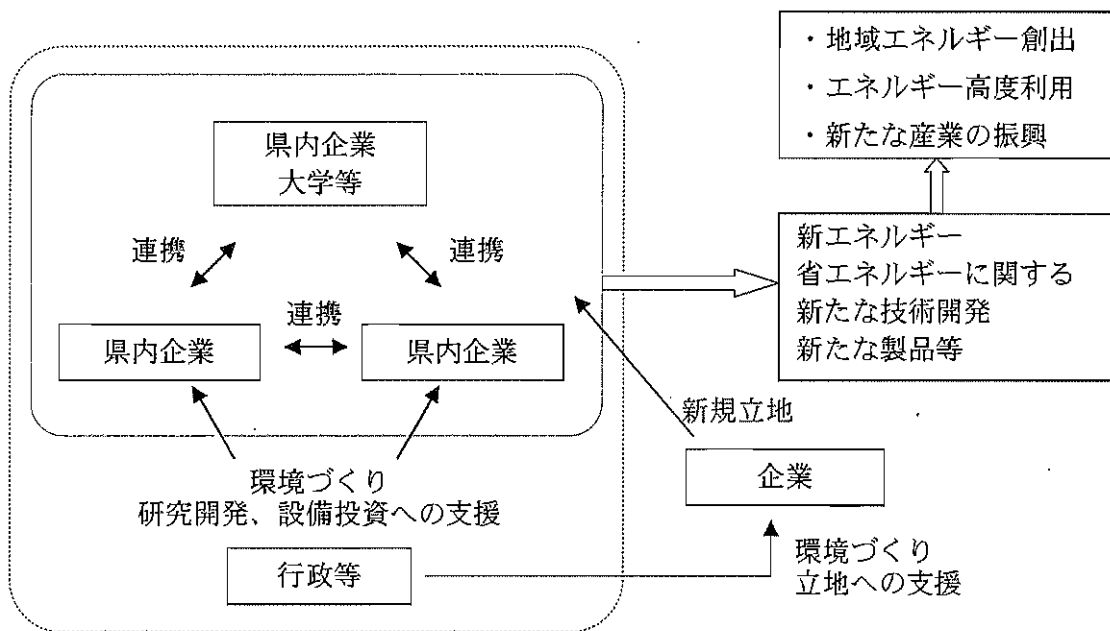 ・地域エネルギー創出
・エネルギー高度利用
・新たな産業の振興
県内企業
大学等
連携
連携
新エネルギー
省エネルギーに関する
新たな技術開発
新たな製品等
連携
県内企業
県内企業
新規立地
企業
環境づくり
研究開発、設備投資への支援
環境づくり
立地への支援
行政等